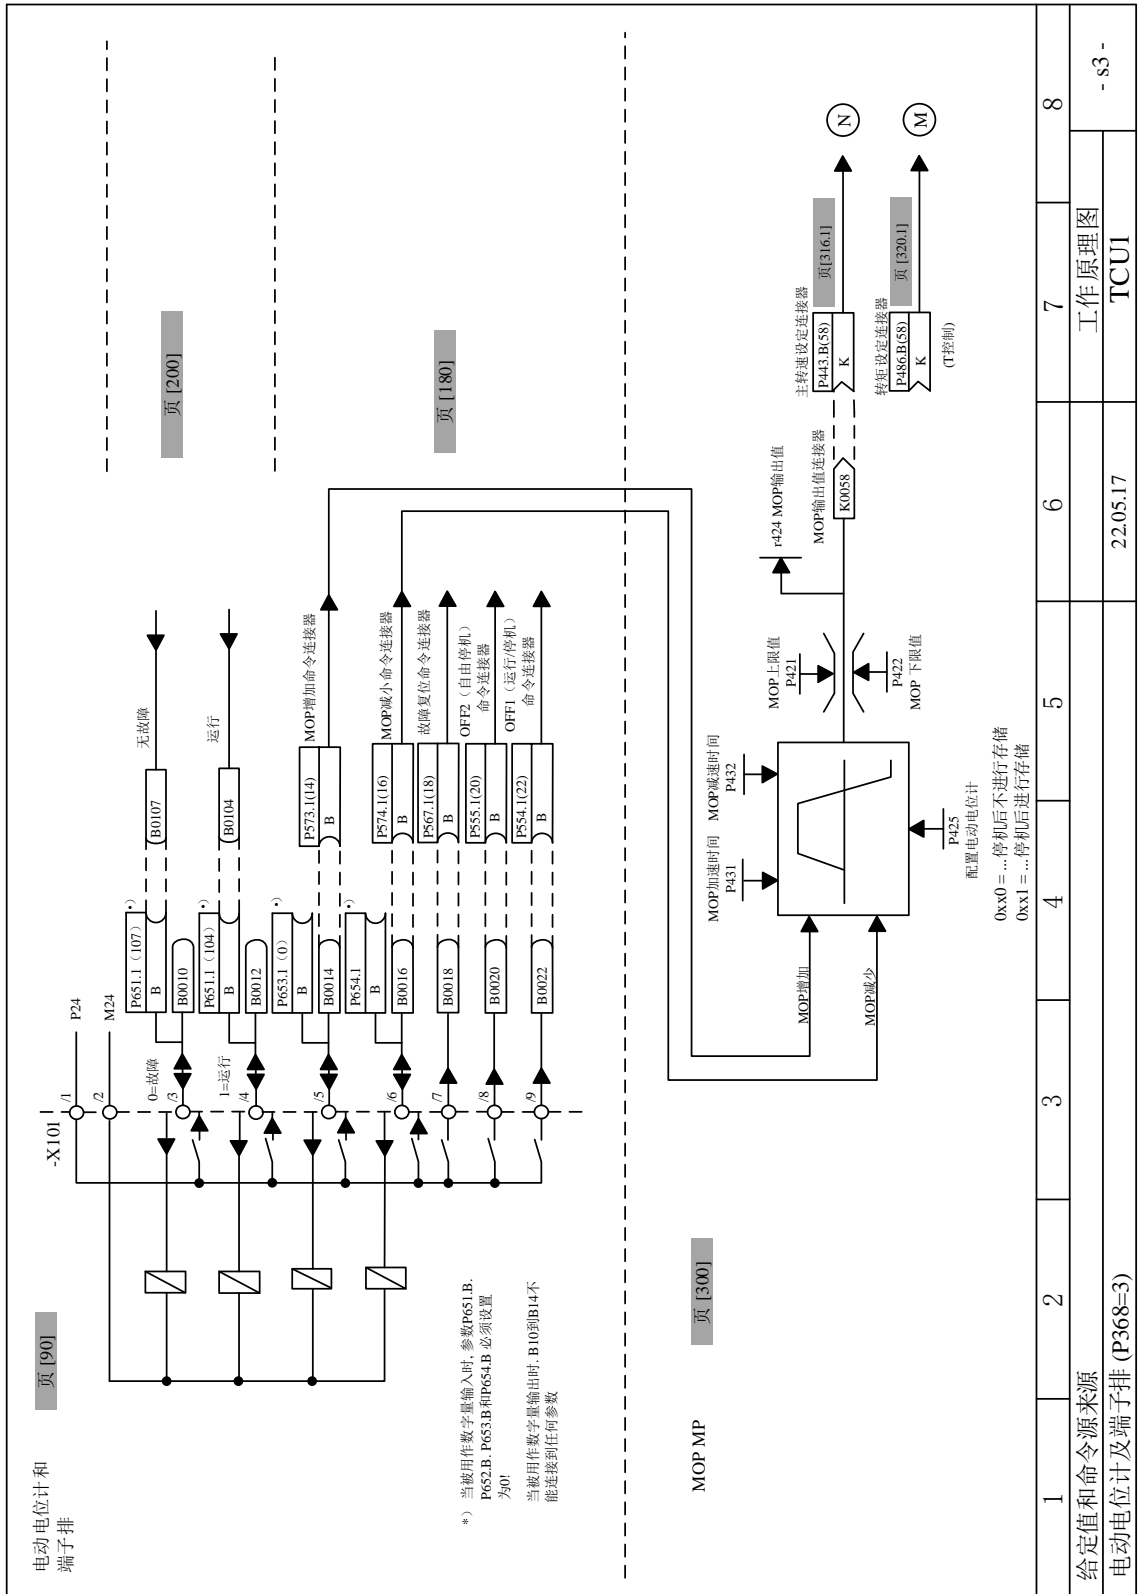 电动电位计和
端子排
页 [90]
页 [200]
页 [180]
-X101
/1
P24
/2
M24
0=故障
/3
P651.1（107）
*）
B
B0010
B0107
无故障
1=运行
/4
P651.1（104）
*）
B
B0012
B0104
运行
/5
P653.1（0）
*）
B
B0014
P573.1(14)
B
MOP增加命令连接器
/6
P654.1
*）
B
B0016
P574.1(16)
B
MOP减小命令连接器
/7
B0018
P567.1(18)
B
故障复位命令连接器
/8
B0020
P555.1(20)
B
OFF2（自由停机）
命令连接器
/9
B0022
P554.1(22)
B
OFF1（运行/停机）
命令连接器
*） 当被用作数字量输入时, 参数P651.B.
P652.B. P653.B和P654.B 必须设置
为0!
当被用作数字量输出时. B10到B14不
能连接到任何参数
MOP MP
页 [300]
MOP增加
MOP减少
MOP加速时间
P431
MOP减速时间
P432
P425
配置电动电位计
0xx0 = ...停机后不进行存储
0xx1 = ...停机后进行存储
MOP上限值
P421
P422
MOP 下限值
r424 MOP输出值
MOP输出值连接器
K0058
主转速设定连接器
P443.B(58)
K
页[316.1]
N
转矩设定连接器
P486.B(58)
K
(T控制)
页 [320.1]
M
1
2
3
4
5
6
7
8
给定值和命令源来源
工作原理图
- s3 -
电动电位计及端子排 (P368=3)
22.05.17
TCU1